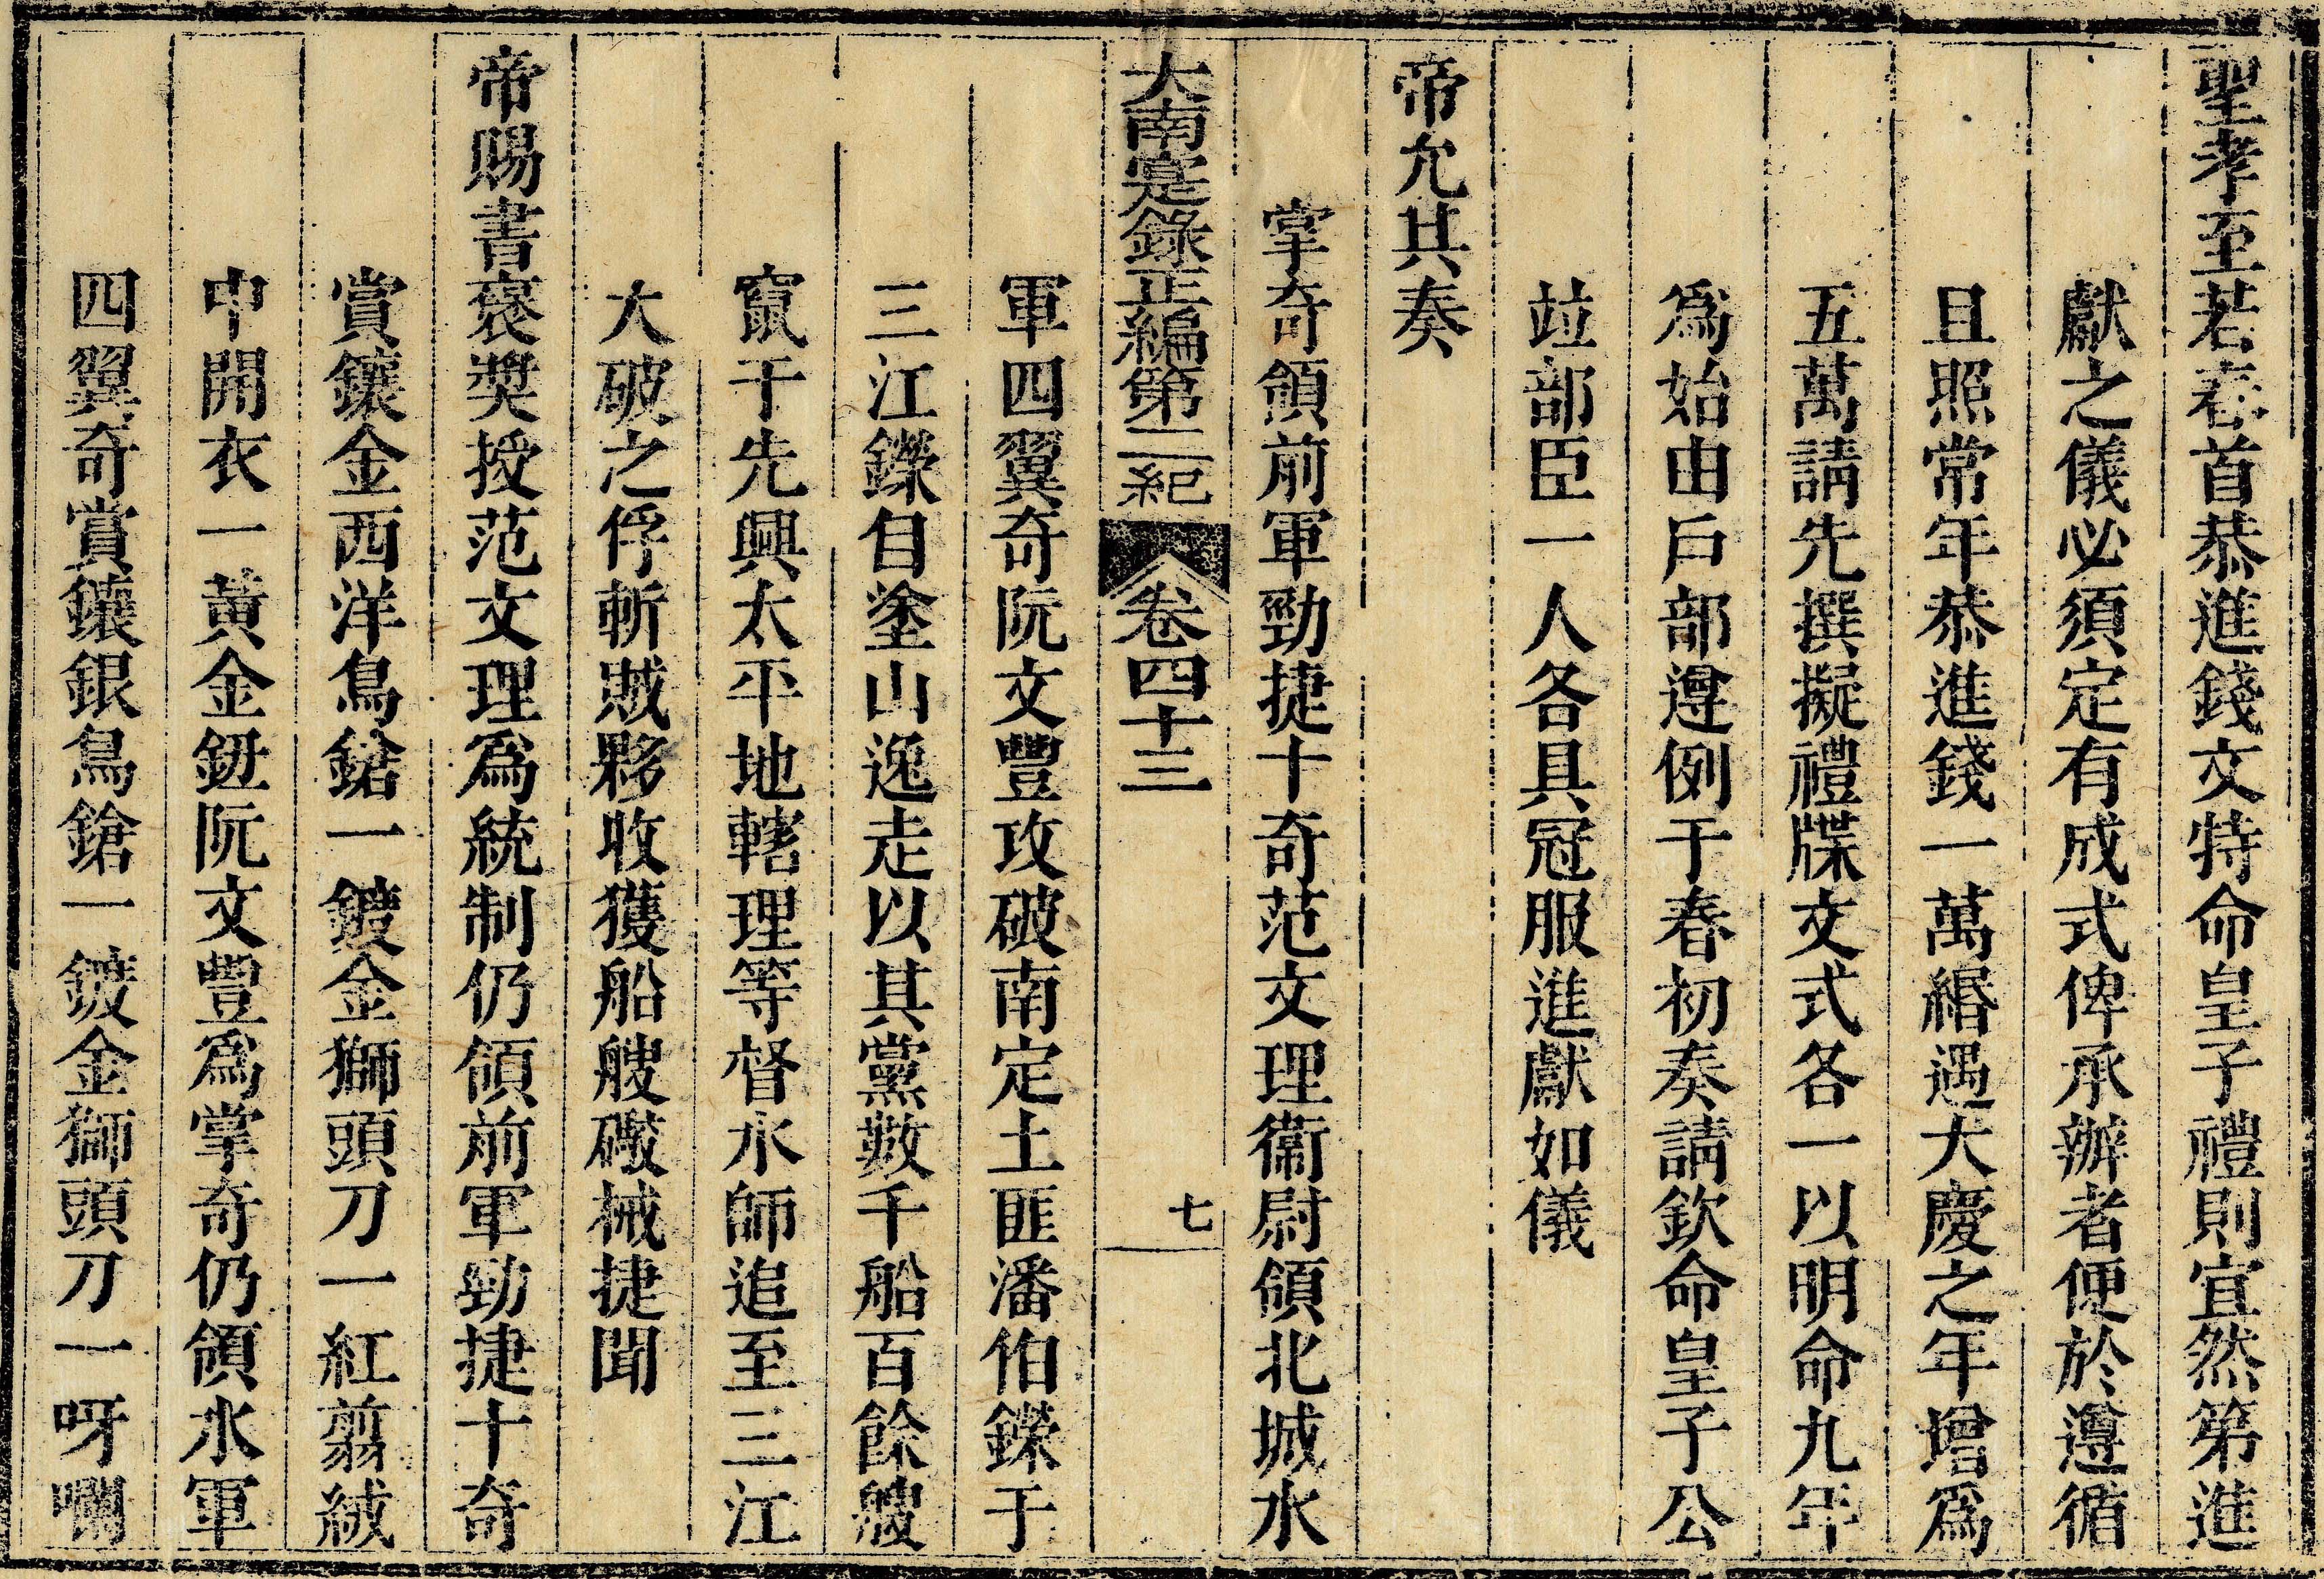 聖孝至若春首恭進錢文特命皇子禮則宜然第進
獻之儀必須定有成式俾承辦者便於遵循
且照常年恭進錢一萬緡遇大慶之年增爲
五萬請先撰擬禮牒文式各一以明命九年
爲始由戶部遵例于春初奏請欽命皇子公
竝部臣一人各具冠服進獻如儀
帝允其奏
掌奇領前軍勁捷十奇范文理衛尉領北城水
大南寔錄正編第二紀 卷四十三 七
軍四翼奇阮文豐攻破南定土匪潘伯鑅于
三江鑅自塗山逸走以其黨数千船百餘艘
竄于先興太平地轄理等督水師追至三江
大破之俘斬賊夥收獲船艘礮械捷聞
帝賜書褒奬授范文理爲統制仍領前軍勁捷十奇
賞鑲金西洋鳥鎗一鍍金獅頭刀一紅翦絨
中開衣一黃金鈕阮文豐爲掌奇仍領水軍
四翼奇賞鑲銀鳥鎗一鍍金獅頭刀一呀囒